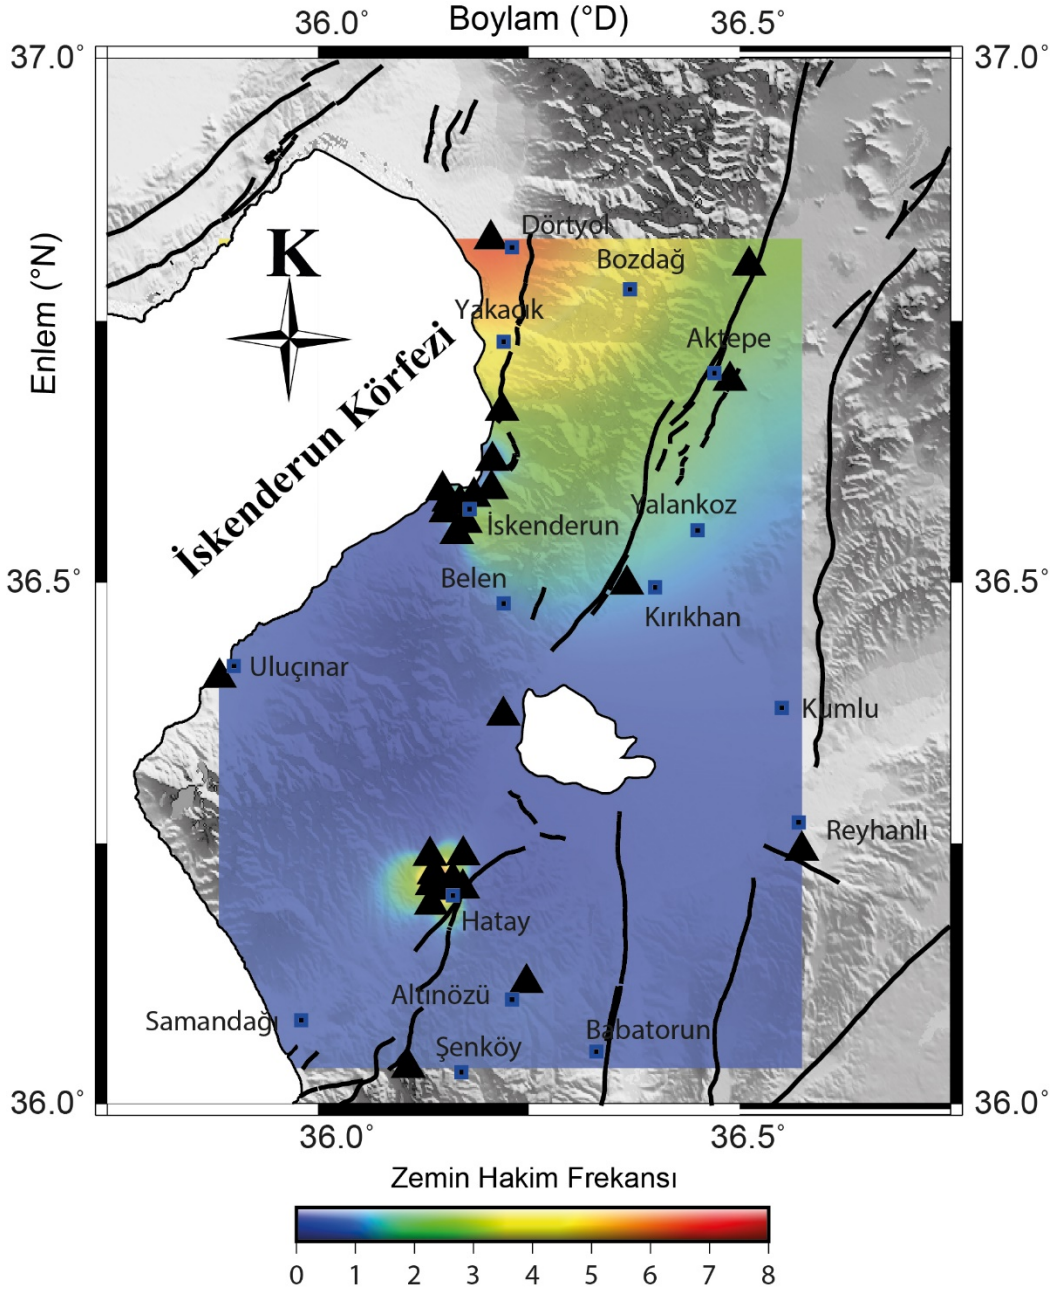 Boylam (°D)
36.0°
36.5°
37.0°
37.0°
Enlem (°N)
K
Dörtyol
Bozdağ
Yakacık
Aktepe
İskenderun Körfezi
Yalankoz
İskenderun
36.5°
36.5°
Belen
Kırıkhan
Uluçınar
Kumlu
Reyhanlı
Hatay
Altınözü
Samandağı
Babatorun
Şenköy
36.0°
36.0°
36.0°
36.5°
Zemin Hakim Frekansı
0 1 2 3 4 5 6 7 8